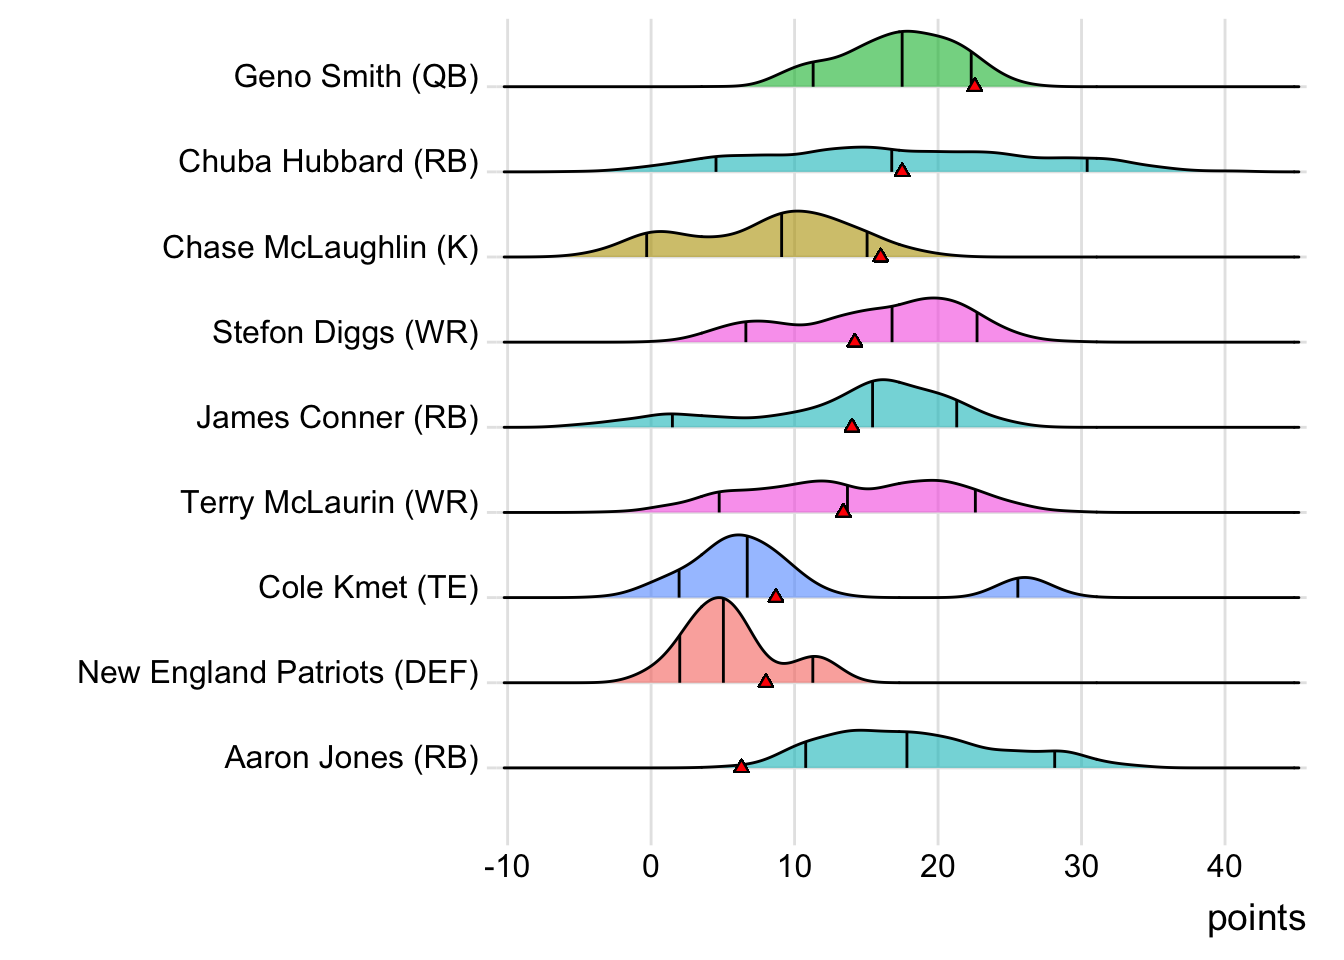 Geno Smith (QB)
Chuba Hubbard (RB)
Chase McLaughlin (K)
Stefon Diggs (WR)
James Conner (RB)
Terry McLaurin (WR)
Cole Kmet (TE)
New England Patriots (DEF)
Aaron Jones (RB)
-10 0 10 20 30 40
points